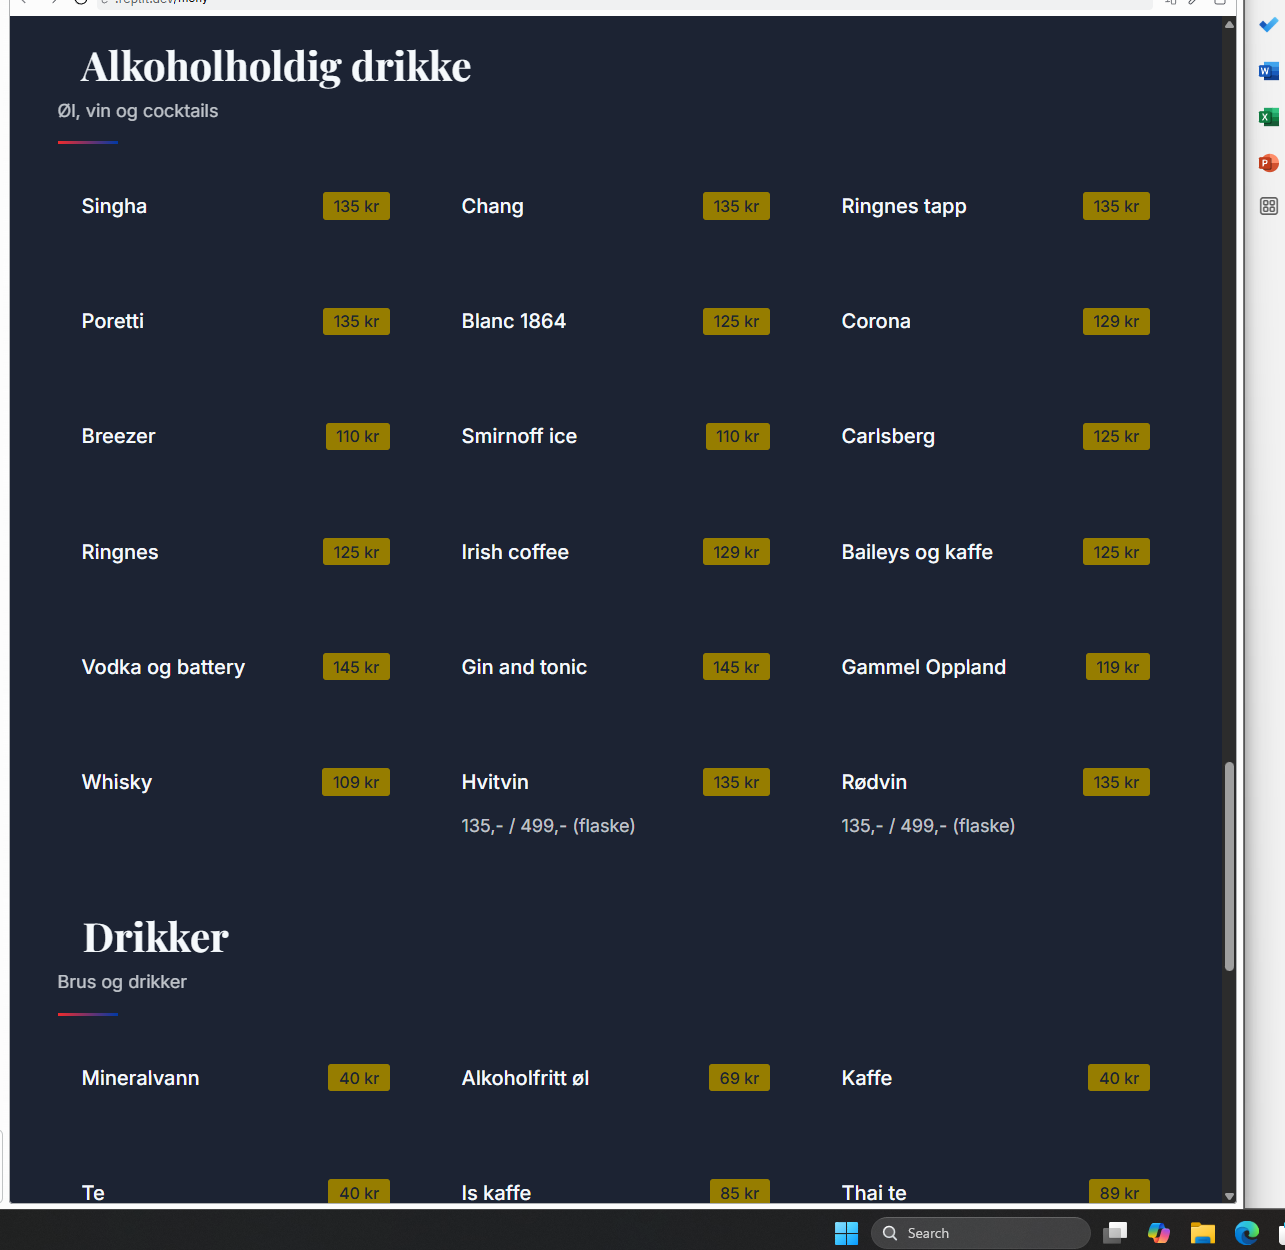 Alkoholholdig drikke
Øl, vin og cocktails
Singha 135 kr
Chang 135 kr
Ringnes tapp 135 kr
Poretti 135 kr
Blanc 1864 125 kr
Corona 129 kr
Breezer 110 kr
Smirnoff ice 110 kr
Carlsberg 125 kr
Ringnes 125 kr
Irish coffee 129 kr
Baileys og kaffe 125 kr
Vodka og battery 145 kr
Gin and tonic 145 kr
Gammel Oppland 119 kr
Whisky 109 kr
Hvitvin 135 kr
135,- / 499,- (flaske)
Rødvin 135 kr
135,- / 499,- (flaske)
Drikker
Brus og drikker
Mineralvann 40 kr
Alkoholfritt øl 69 kr
Kaffe 40 kr
Te 40 kr
Is kaffe 85 kr
Thai te 89 kr
Search